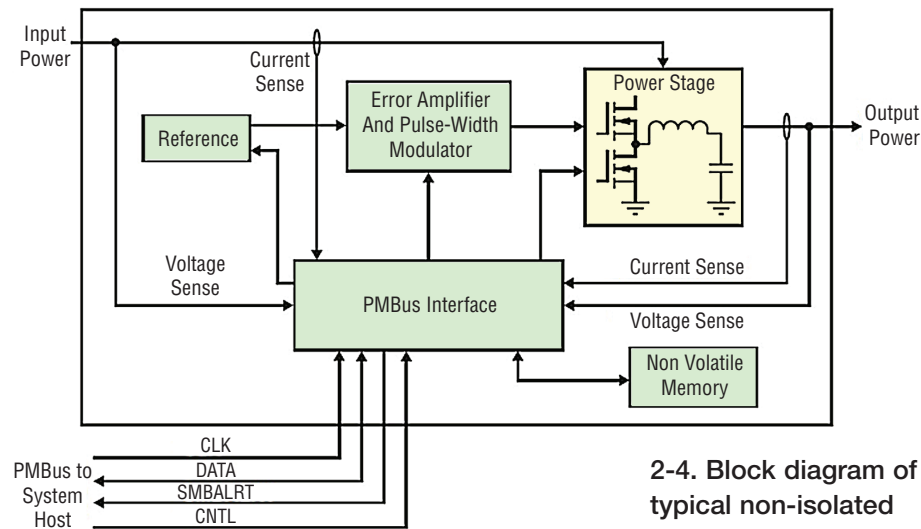 Input
Power
Current
Sense
Reference
Error Amplifier
And Pulse-Width
Modulator
Power Stage
Output
Power
Voltage
Sense
PMBus Interface
Current Sense
Voltage Sense
Non Volatile
Memory
PMBus to
System
Host
CLK
DATA
SMBALRT
CNTL
2-4. Block diagram of
typical non-isolated